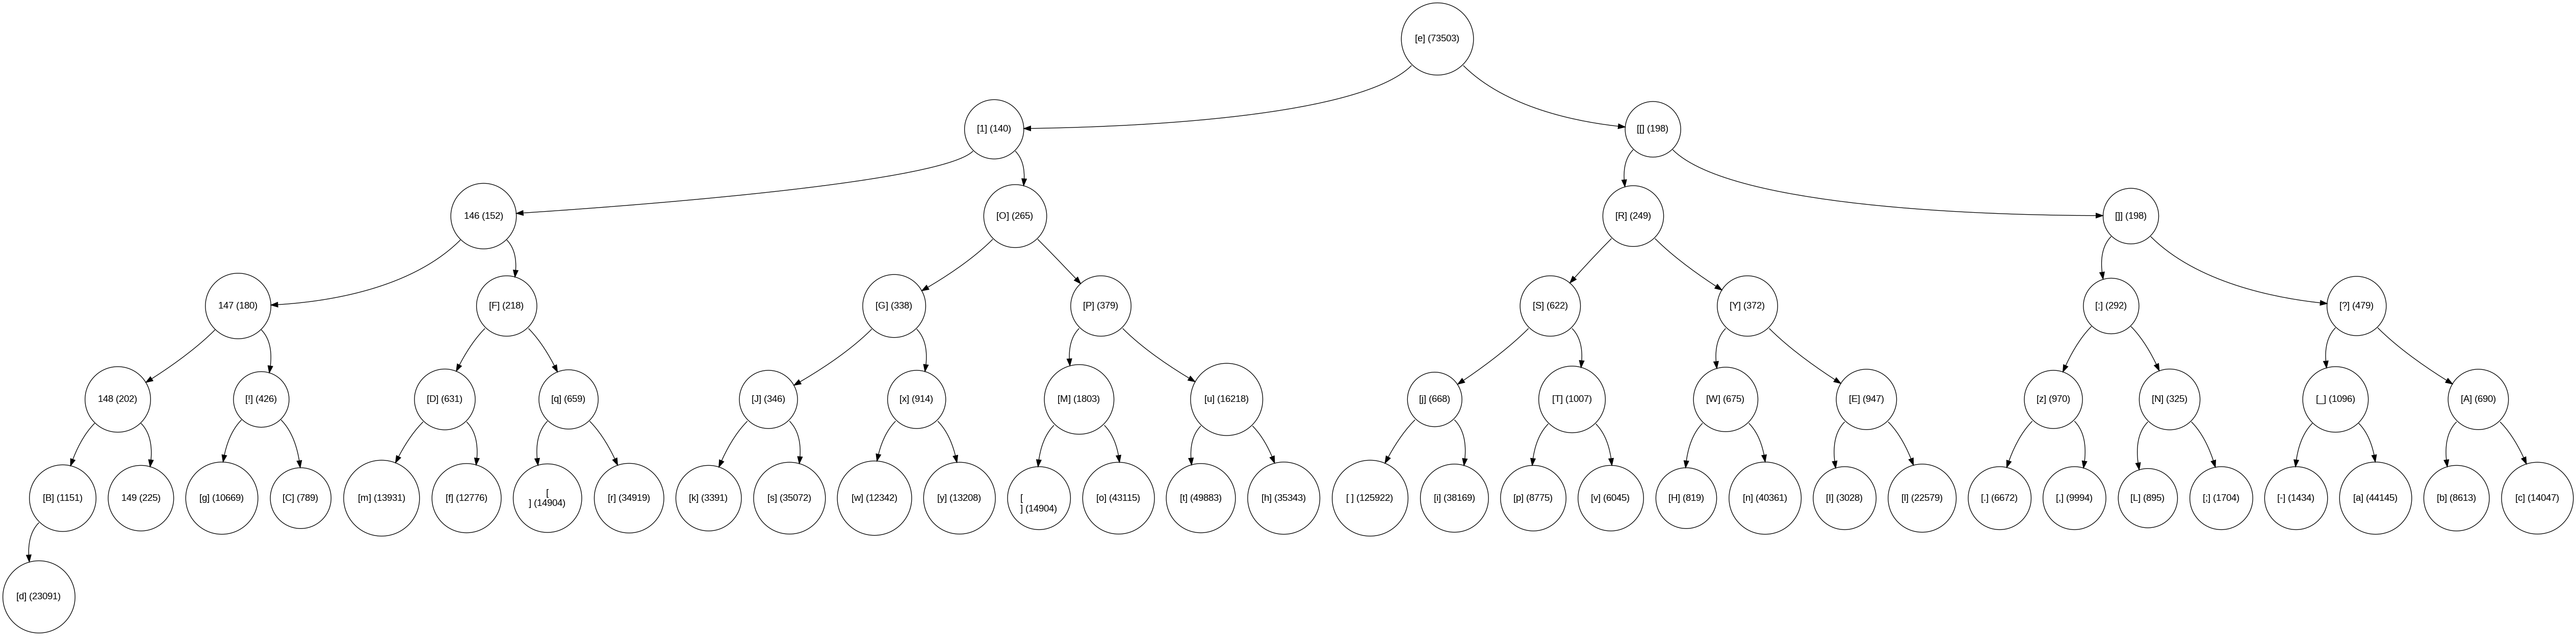 [e] (73503)
[1] (140)
[[] (198)
146 (152)
[O] (265)
[R] (249)
[]] (198)
147 (180)
[F] (218)
[G] (338)
[P] (379)
[S] (622)
[Y] (372)
[:] (292)
[?] (479)
148 (202)
[!] (426)
[D] (631)
[q] (659)
[J] (346)
[x] (914)
[M] (1803)
[u] (16218)
[j] (668)
[T] (1007)
[W] (675)
[E] (947)
[z] (970)
[N] (325)
[_] (1096)
[A] (690)
[B] (1151)
149 (225)
[g] (10669)
[C] (789)
[m] (13931)
[f] (12776)
[
] (14904)
[r] (34919)
[k] (3391)
[s] (35072)
[w] (12342)
[y] (13208)
[
] (14904)
[o] (43115)
[t] (49883)
[h] (35343)
[ ] (125922)
[i] (38169)
[p] (8775)
[v] (6045)
[H] (819)
[n] (40361)
[I] (3028)
[l] (22579)
[.] (6672)
[,] (9994)
[L] (895)
[;] (1704)
[-] (1434)
[a] (44145)
[b] (8613)
[c] (14047)
[d] (23091)